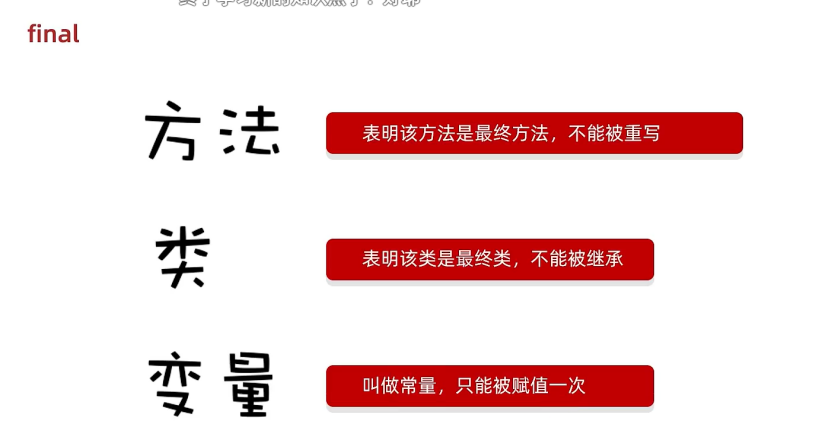 final
方法
表明该方法是最终方法，不能被重写
类
表明该类是最终类，不能被继承
变量
叫做常量，只能被赋值一次